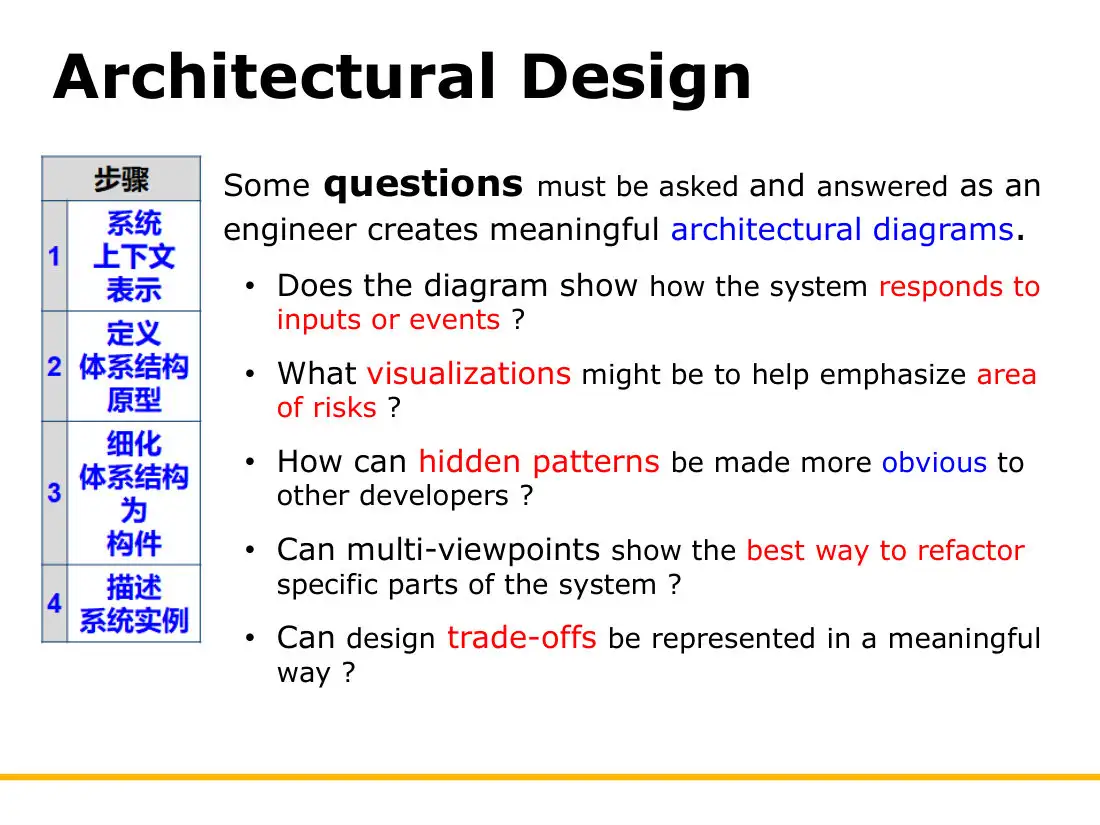 Architectural Design
步骤
1
系统
上下文
表示
2
定义
体系结构
原型
3
细化
体系结构
为
构件
4
描述
系统实例
Some questions must be asked and answered as an
engineer creates meaningful architectural diagrams.
• Does the diagram show how the system responds to
inputs or events ?
• What visualizations might be to help emphasize area
of risks ?
• How can hidden patterns be made more obvious to
other developers ?
• Can multi-viewpoints show the best way to refactor
specific parts of the system ?
• Can design trade-offs be represented in a meaningful
way ?